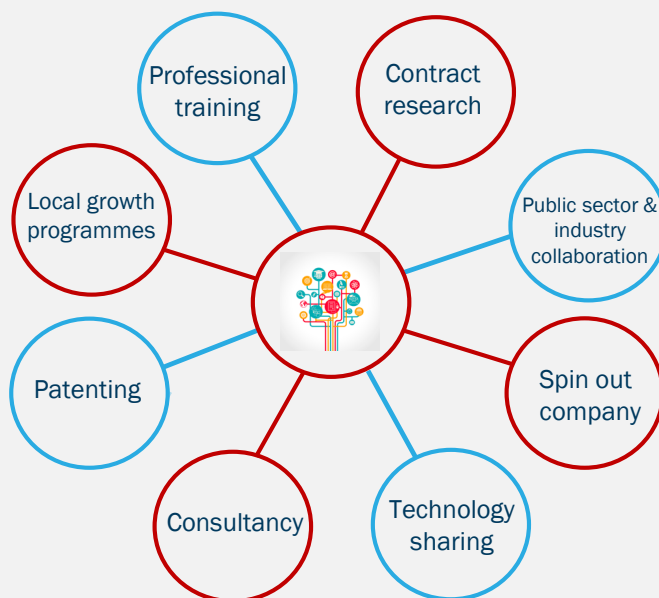 Professional
training
Contract
research
Local growth
programmes
Public sector &
industry
collaboration
Patenting
Spin out
company
Consultancy
Technology
sharing